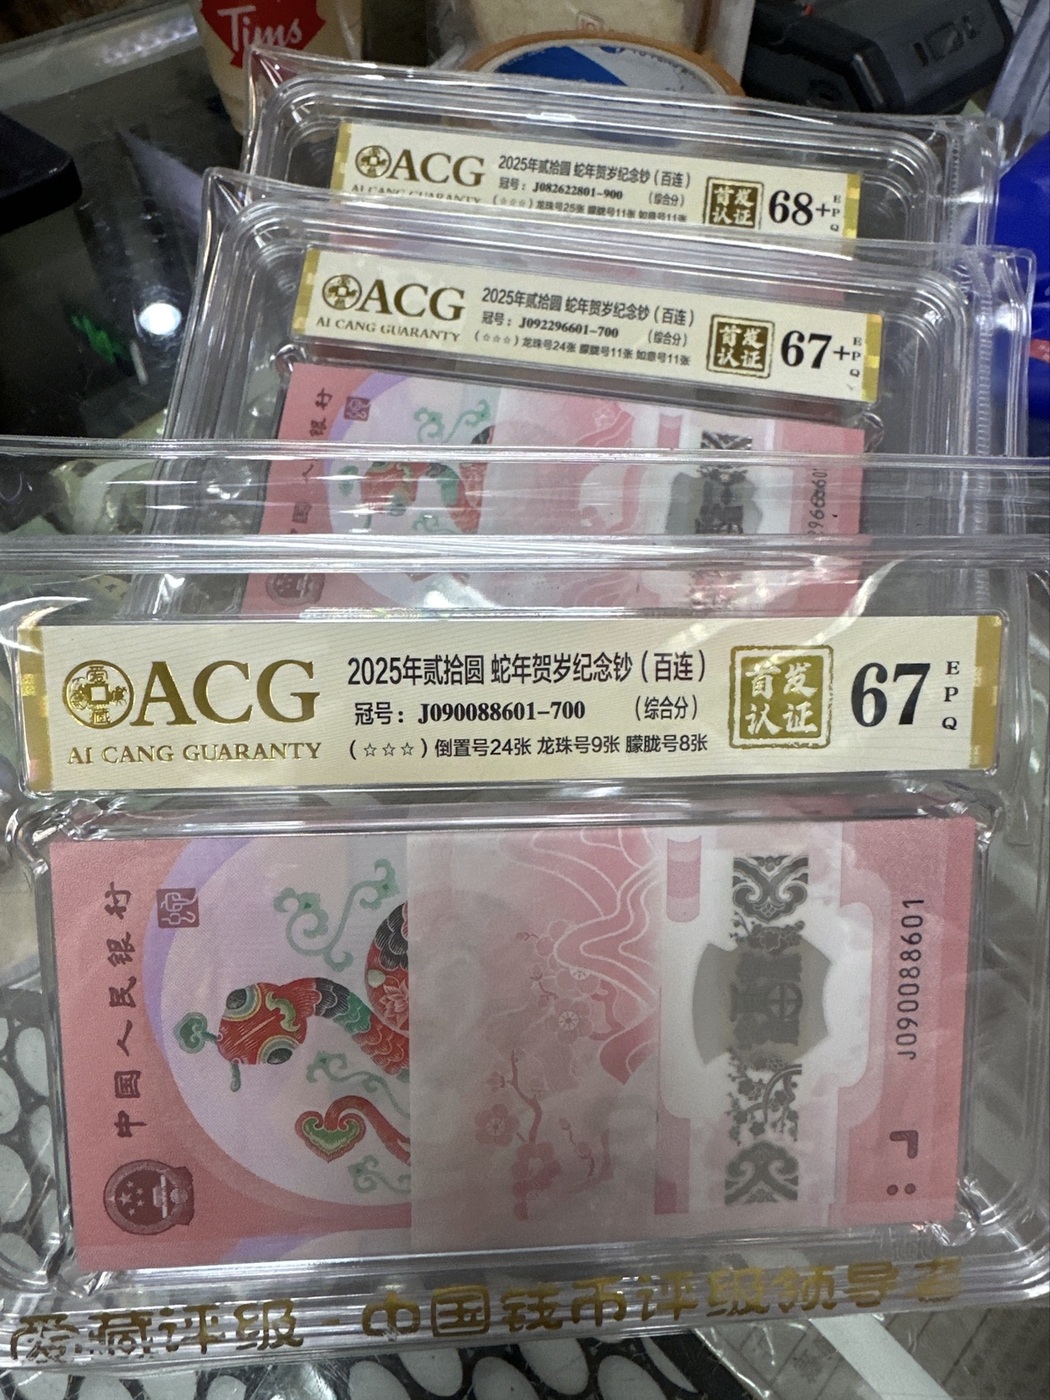 Tims
ACG
AI CANG GUARANTY
2025年贰拾圆 蛇年贺岁纪念钞(百连)
冠号:J082622801-900 (综合分)
(☆☆☆)龙珠号25张 朦胧号11张 如意号11张
首发
认证
68+
EPQ
ACG
AI CANG GUARANTY
2025年贰拾圆 蛇年贺岁纪念钞(百连)
冠号:J092296601-700 (综合分)
(☆☆☆)龙珠号24张 朦胧号11张 如意号11张
首发
认证
67+
EPQ
ACG
AI CANG GUARANTY
2025年贰拾圆 蛇年贺岁纪念钞(百连)
冠号:J090088601-700 (综合分)
(☆☆☆)倒置号24张 龙珠号9张 朦胧号8张
首发
认证
67
EPQ
中国人民银行
J090088601
爱藏评级-中国钱币评级领导者